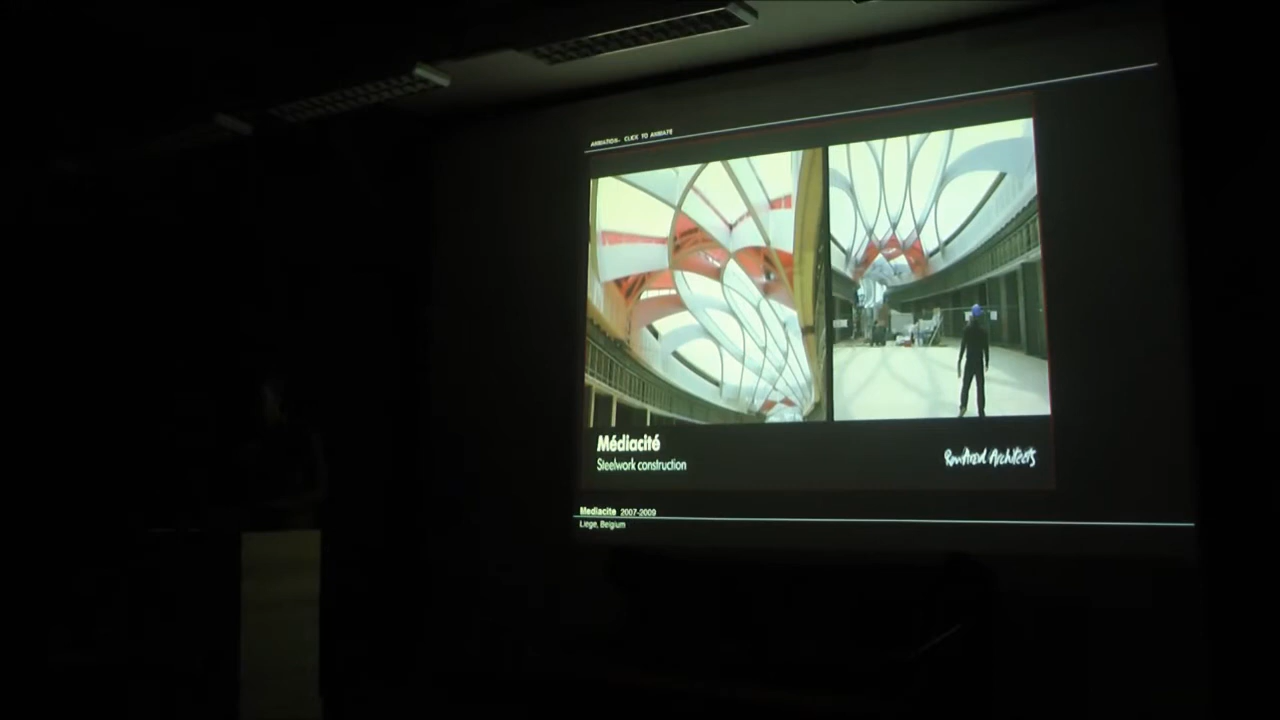 ANIMATION- CLICK TO ANIMATE
Médiacité
Steelwork construction
Ron Arad Architects
Mediacite 2007-2009
Liege, Belgium